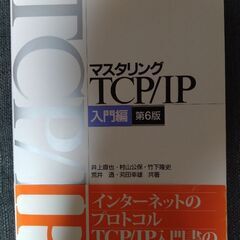 TCP/IP
マスタリング
TCP/IP
入門編 第6版
井上直也・村山公保・竹下隆史
荒井 透・苅田幸雄 共著
インターネットの
プロトコル
TCP/IP入門書の